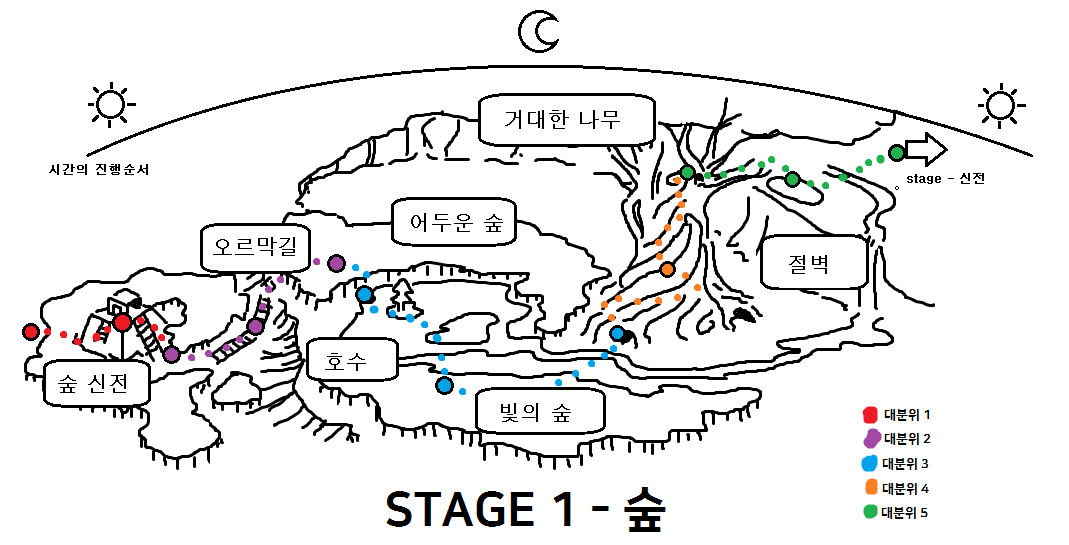 시간의 진행순서
거대한 나무
stage - 신전
어두운 숲
오르막길
절벽
호수
숲 신전
빛의 숲
대분위 1
대분위 2
대분위 3
대분위 4
대분위 5
STAGE 1 - 숲